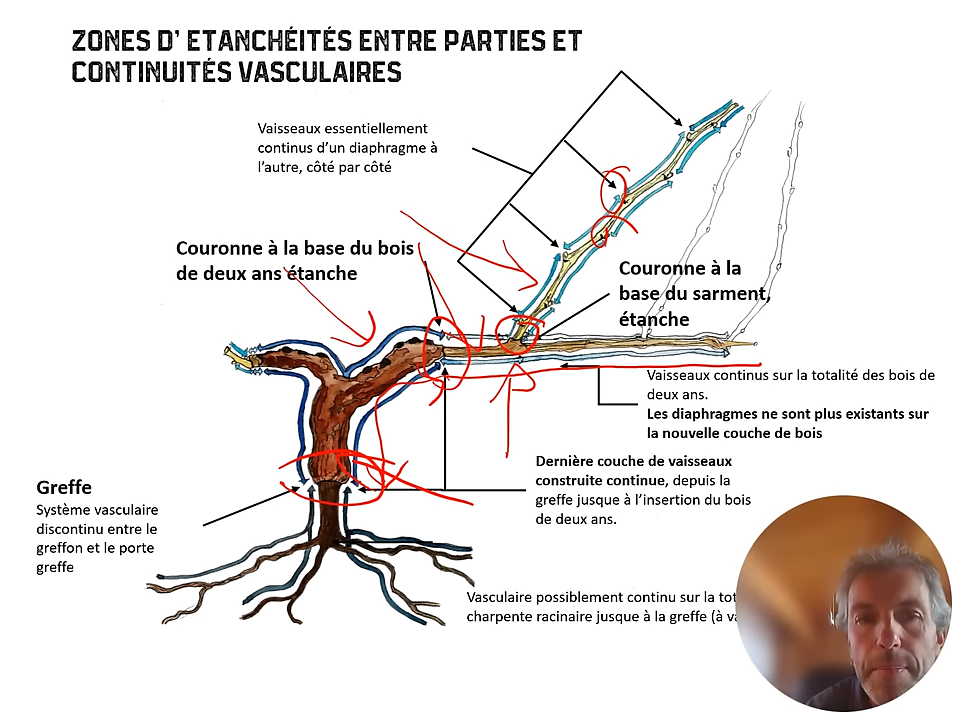 ZONES D' ETANCHÉITÉS ENTRE PARTIES ET
CONTINUITÉS VASCULAIRES
Vaisseaux essentiellement
continus d'un diaphragme à
l'autre, côté par côté
Couronne à la base du bois
de deux ans étanche
Couronne à la
base du sarment,
étanche
Vaisseaux continus sur la totalité des bois de
deux ans.
Les diaphragmes ne sont plus existants sur
la nouvelle couche de bois
Dernière couche de vaisseaux
construite continue, depuis la
greffe jusque à l'insertion du bois
de deux ans.
Greffe
Système vasculaire
discontinu entre le
greffon et le porte
greffe
Vasculaire possiblement continu sur la
charpente racinaire jusque à la greffe (à